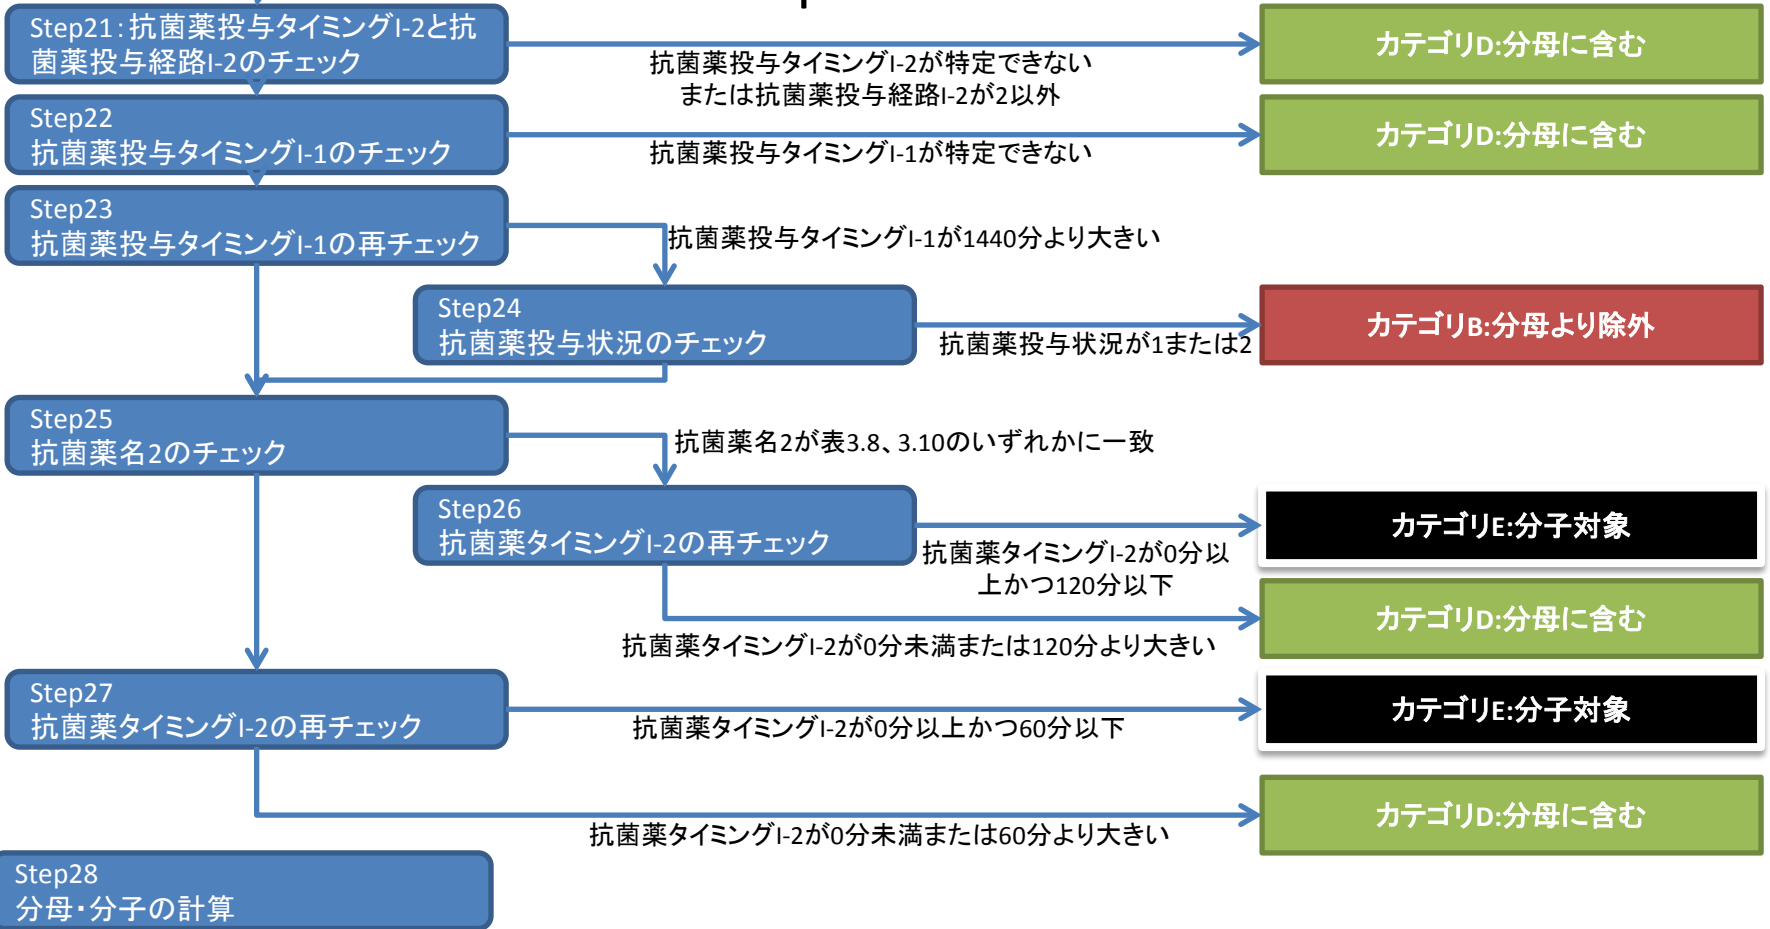 Step21：抗菌薬投与タイミングI-2と抗
菌薬投与経路I-2のチェック
抗菌薬投与タイミングI-2が特定できない
または抗菌薬投与経路I-2が2以外
カテゴリD:分母に含む
Step22
抗菌薬投与タイミングI-1のチェック
抗菌薬投与タイミングI-1が特定できない
カテゴリD:分母に含む
Step23
抗菌薬投与タイミングI-1の再チェック
抗菌薬投与タイミングI-1が1440分より大きい
Step24
抗菌薬投与状況のチェック
抗菌薬投与状況が1または2
カテゴリB:分母より除外
Step25
抗菌薬名2のチェック
抗菌薬名2が表3.8、3.10のいずれかに一致
Step26
抗菌薬タイミングI-2の再チェック
抗菌薬タイミングI-2が0分以
上かつ120分以下
カテゴリE:分子対象
抗菌薬タイミングI-2が0分未満または120分より大きい
カテゴリD:分母に含む
Step27
抗菌薬タイミングI-2の再チェック
抗菌薬タイミングI-2が0分以上かつ60分以下
カテゴリE:分子対象
抗菌薬タイミングI-2が0分未満または60分より大きい
カテゴリD:分母に含む
Step28
分母・分子の計算